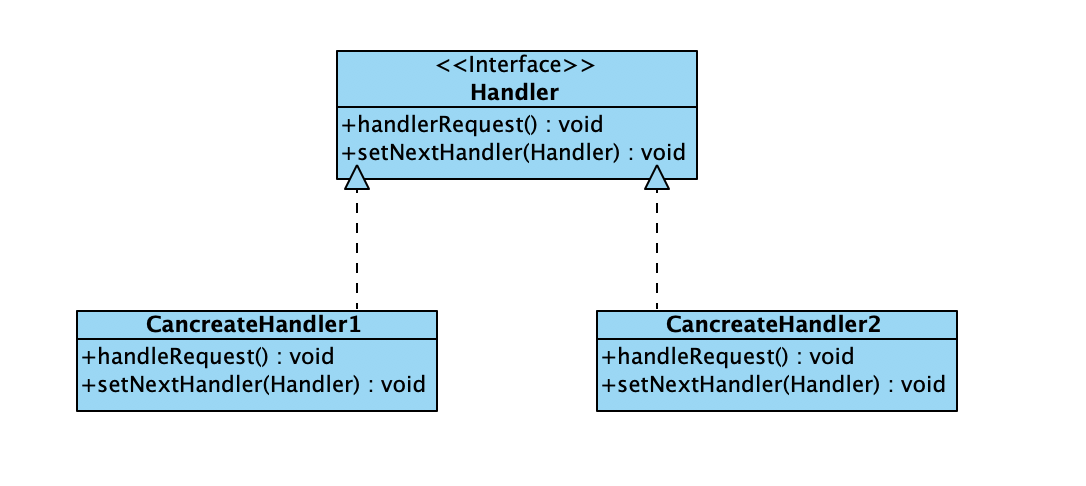 <<Interface>>
Handler
+handlerRequest() : void
+setNextHandler(Handler) : void
CancreateHandler1
+handleRequest() : void
+setNextHandler(Handler) : void
CancreateHandler2
+handleRequest() : void
+setNextHandler(Handler) : void